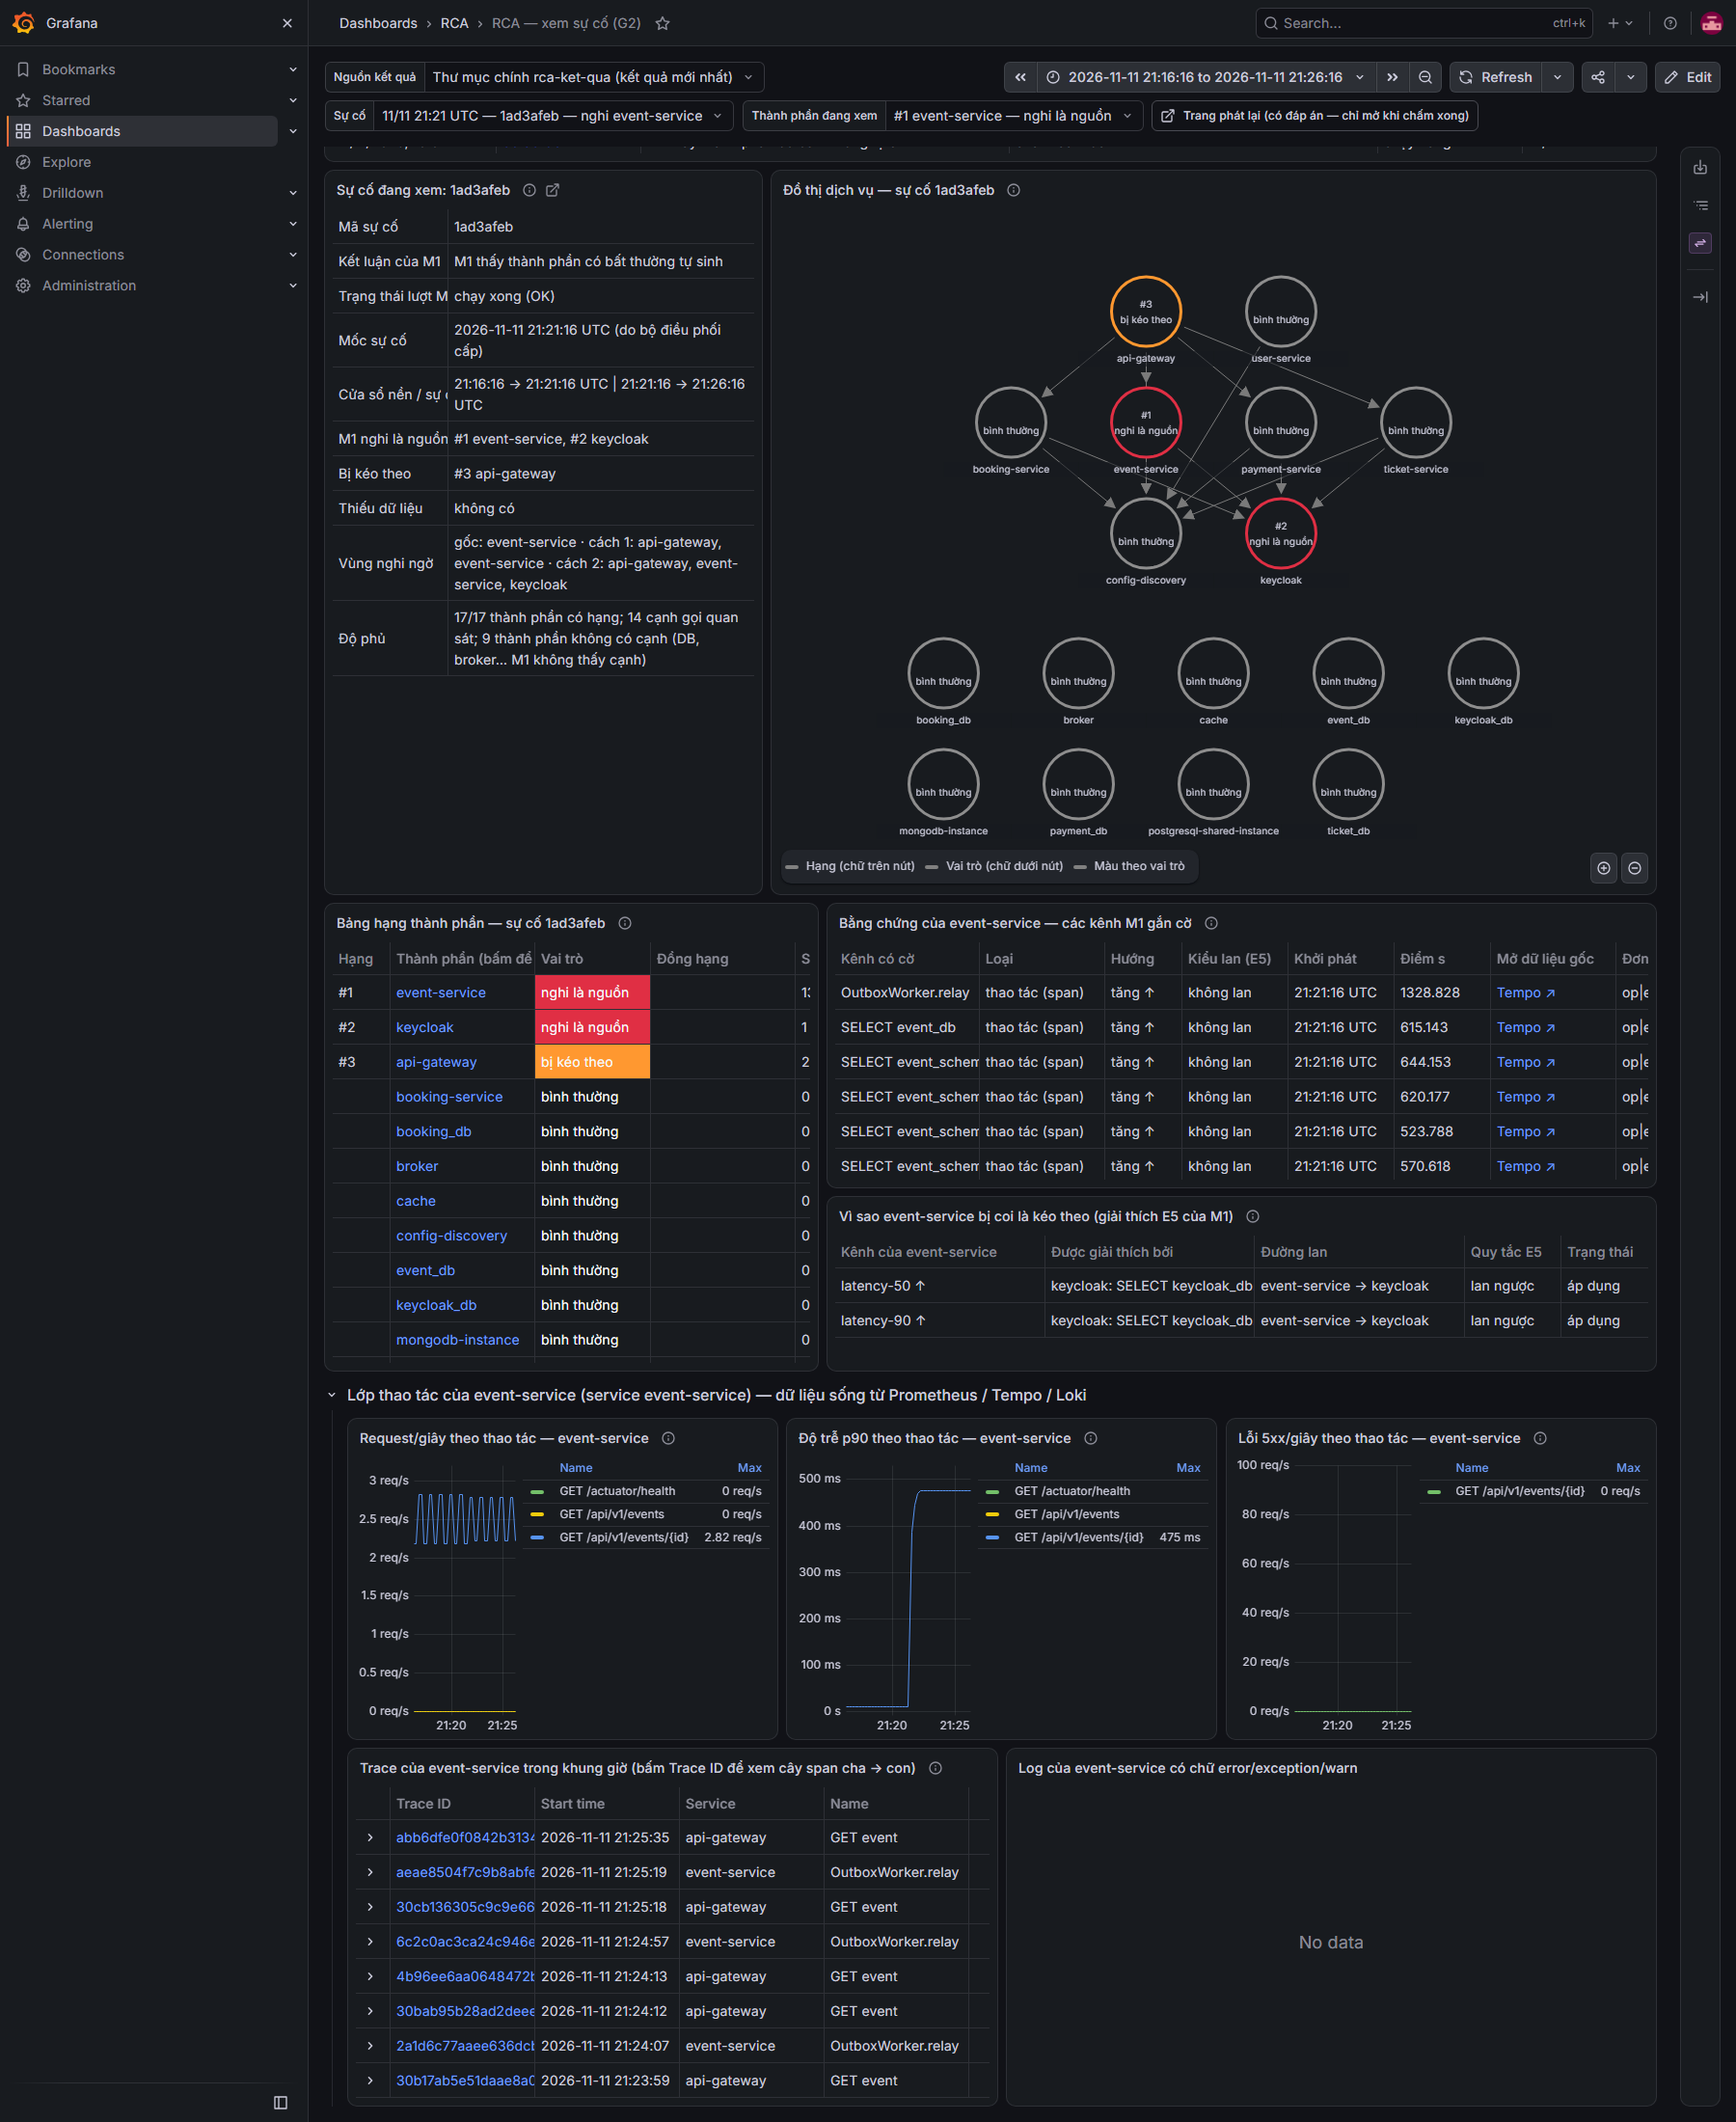 Grafana
Dashboards › RCA › RCA — xem sự cố (G2)
Search... ctrl+k
Bookmarks
Starred
Dashboards
Explore
Drilldown
Alerting
Connections
Administration
Nguồn kết quả Thư mục chính rca-ket-qua (kết quả mới nhất)
2026-11-11 21:16:16 to 2026-11-11 21:26:16
Refresh
Edit
Sự cố 11/11 21:21 UTC — 1ad3afeb — nghi event-service
Thành phần đang xem #1 event-service — nghi là nguồn
Trang phát lại (có đáp án — chỉ mở khi chấm xong)
Sự cố đang xem: 1ad3afeb
Mã sự cố 1ad3afeb
Kết luận của M1 M1 thấy thành phần có bất thường tự sinh
Trạng thái lượt M chạy xong (OK)
Mốc sự cố 2026-11-11 21:21:16 UTC (do bộ điều phối
cấp)
Cửa sổ nền / sự 21:16:16 → 21:21:16 UTC | 21:21:16 → 21:26:16
UTC
M1 nghi là nguồn #1 event-service, #2 keycloak
Bị kéo theo #3 api-gateway
Thiếu dữ liệu không có
Vùng nghi ngờ gốc: event-service · cách 1: api-gateway,
event-service · cách 2: api-gateway, event-
service, keycloak
Độ phủ 17/17 thành phần có hạng; 14 cạnh gọi quan
sát; 9 thành phần không có cạnh (DB,
broker... M1 không thấy cạnh)
Đồ thị dịch vụ — sự cố 1ad3afeb
#3
bị kéo theo
api-gateway
bình thường
user-service
bình thường
booking-service
#1
nghi là nguồn
event-service
bình thường
payment-service
bình thường
ticket-service
bình thường
config-discovery
#2
nghi là nguồn
keycloak
bình thường
booking_db
bình thường
broker
bình thường
cache
bình thường
event_db
bình thường
keycloak_db
bình thường
mongodb-instance
bình thường
payment_db
bình thường
postgresql-shared-instance
bình thường
ticket_db
Hạng (chữ trên nút) Vai trò (chữ dưới nút) Màu theo vai trò
Bảng hạng thành phần — sự cố 1ad3afeb
Hạng Thành phần (bấm để Vai trò Đồng hạng S
#1 event-service nghi là nguồn
#2 keycloak nghi là nguồn 1
#3 api-gateway bị kéo theo 2
booking-service bình thường 0
booking_db bình thường 0
broker bình thường 0
cache bình thường 0
config-discovery bình thường 0
event_db bình thường 0
keycloak_db bình thường 0
mongodb-instance bình thường 0
Bằng chứng của event-service — các kênh M1 gắn cờ
Kênh có cờ Loại Hướng Kiểu lan (E5) Khởi phát Điểm s Mở dữ liệu gốc Đơn
OutboxWorker.relay thao tác (span) tăng ↑ không lan 21:21:16 UTC 1328.828 Tempo ↗ op|e
SELECT event_db thao tác (span) tăng ↑ không lan 21:21:16 UTC 615.143 Tempo ↗ op|e
SELECT event_schem thao tác (span) tăng ↑ không lan 21:21:16 UTC 644.153 Tempo ↗ op|e
SELECT event_schem thao tác (span) tăng ↑ không lan 21:21:16 UTC 620.177 Tempo ↗ op|e
SELECT event_schem thao tác (span) tăng ↑ không lan 21:21:16 UTC 523.788 Tempo ↗ op|e
SELECT event_schem thao tác (span) tăng ↑ không lan 21:21:16 UTC 570.618 Tempo ↗ op|e
Vì sao event-service bị coi là kéo theo (giải thích E5 của M1)
Kênh của event-service Được giải thích bởi Đường lan Quy tắc E5 Trạng thái
latency-50 ↑ keycloak: SELECT keycloak_db event-service → keycloak lan ngược áp dụng
latency-90 ↑ keycloak: SELECT keycloak_db event-service → keycloak lan ngược áp dụng
Lớp thao tác của event-service (service event-service) — dữ liệu sống từ Prometheus / Tempo / Loki
Request/giây theo thao tác — event-service
3 req/s
2.5 req/s
2 req/s
1.5 req/s
1 req/s
0.5 req/s
0 req/s
21:20 21:25
Name Max
GET /actuator/health 0 req/s
GET /api/v1/events 0 req/s
GET /api/v1/events/{id} 2.82 req/s
Độ trễ p90 theo thao tác — event-service
500 ms
400 ms
300 ms
200 ms
100 ms
0 s
21:20 21:25
Name Max
GET /actuator/health
GET /api/v1/events
GET /api/v1/events/{id} 475 ms
Lỗi 5xx/giây theo thao tác — event-service
100 req/s
80 req/s
60 req/s
40 req/s
20 req/s
0 req/s
21:20 21:25
Name Max
GET /api/v1/events/{id} 0 req/s
Trace của event-service trong khung giờ (bấm Trace ID để xem cây span cha → con)
Trace ID Start time Service Name
abb6dfe0f0842b3134 2026-11-11 21:25:35 api-gateway GET event
aeae8504f7c9b8abfe 2026-11-11 21:25:19 event-service OutboxWorker.relay
30cb136305c9c9e66 2026-11-11 21:25:18 api-gateway GET event
6c2c0ac3ca24c946e 2026-11-11 21:24:57 event-service OutboxWorker.relay
4b96ee6aa0648472b 2026-11-11 21:24:13 api-gateway GET event
30bab95b28ad2deee 2026-11-11 21:24:12 api-gateway GET event
2a1d6c77aaee636dcb 2026-11-11 21:24:07 event-service OutboxWorker.relay
30b17ab5e51daae8a0 2026-11-11 21:23:59 api-gateway GET event
Log của event-service có chữ error/exception/warn
No data